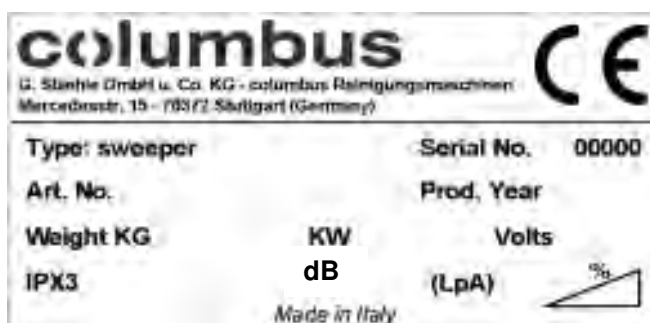 columbus CE
G. Staehle GmbH u. Co. KG - columbus Reinigungsmaschinen
Mercedesstr. 15 - 70372 Stuttgart (Germany)
Type: sweeper Serial No. 00000
Art. No. Prod. Year
Weight KG KW Volts
IPX3 dB (LpA) %
Made in Italy